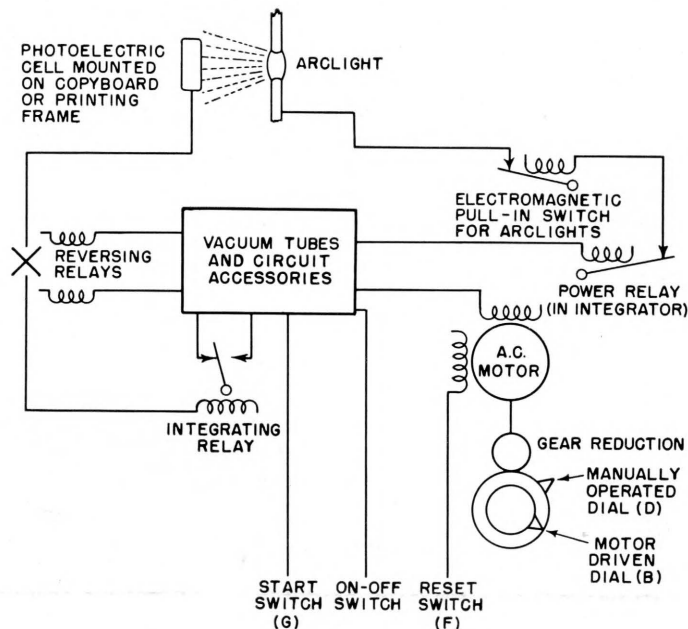 PHOTOELECTRIC
CELL MOUNTED
ON COPYBOARD
OR PRINTING
FRAME
ARCLIGHT
ELECTROMAGNETIC
PULL-IN SWITCH
FOR ARCLIGHTS
REVERSING
RELAYS
VACUUM TUBES
AND CIRCUIT
ACCESSORIES
POWER RELAY
(IN INTEGRATOR)
A.C.
MOTOR
INTEGRATING
RELAY
GEAR REDUCTION
MANUALLY
OPERATED
DIAL (D)
MOTOR
DRIVEN
DIAL (B)
START
SWITCH
(G)
ON-OFF
SWITCH
RESET
SWITCH
(F)